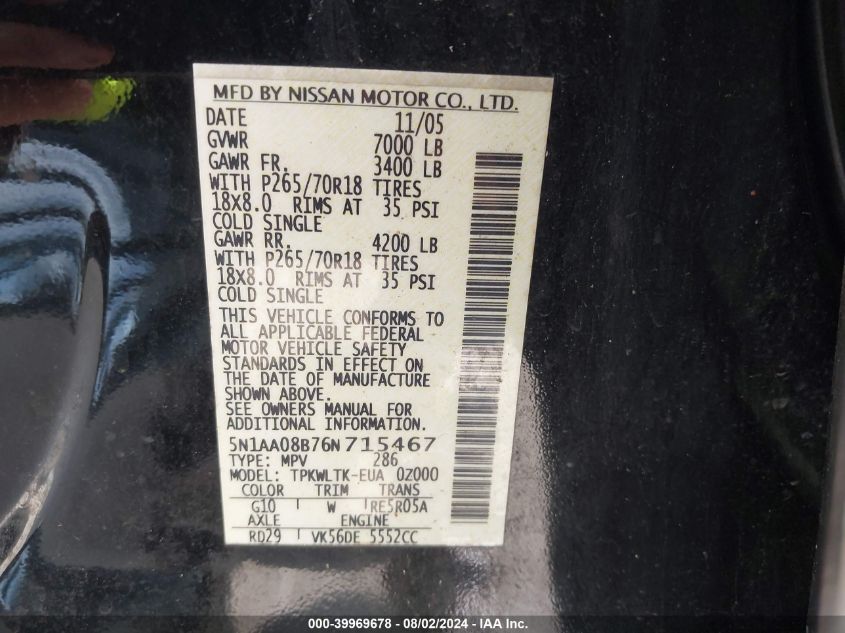 MFD BY NISSAN MOTOR CO., LTD.
DATE 11/05
GVWR 7000 LB
GAWR FR. 3400 LB
WITH P265/70R18 TIRES
18X8.0 RIMS AT 35 PSI
COLD SINGLE
GAWR RR. 4200 LB
WITH P265/70R18 TIRES
18X8.0 RIMS AT 35 PSI
COLD SINGLE
THIS VEHICLE CONFORMS TO
ALL APPLICABLE FEDERAL
MOTOR VEHICLE SAFETY
STANDARDS IN EFFECT ON
THE DATE OF MANUFACTURE
SHOWN ABOVE.
SEE OWNERS MANUAL FOR
ADDITIONAL INFORMATION.
5N1AA08B76N715467
TYPE: MPV 286
MODEL: TPKWLTK-EUA 0Z000
COLOR TRIM TRANS
G10 W RE5R05A
AXLE ENGINE
RD29 VK56DE 5552CC
000-39969678 - 08/02/2024 - IAA Inc.